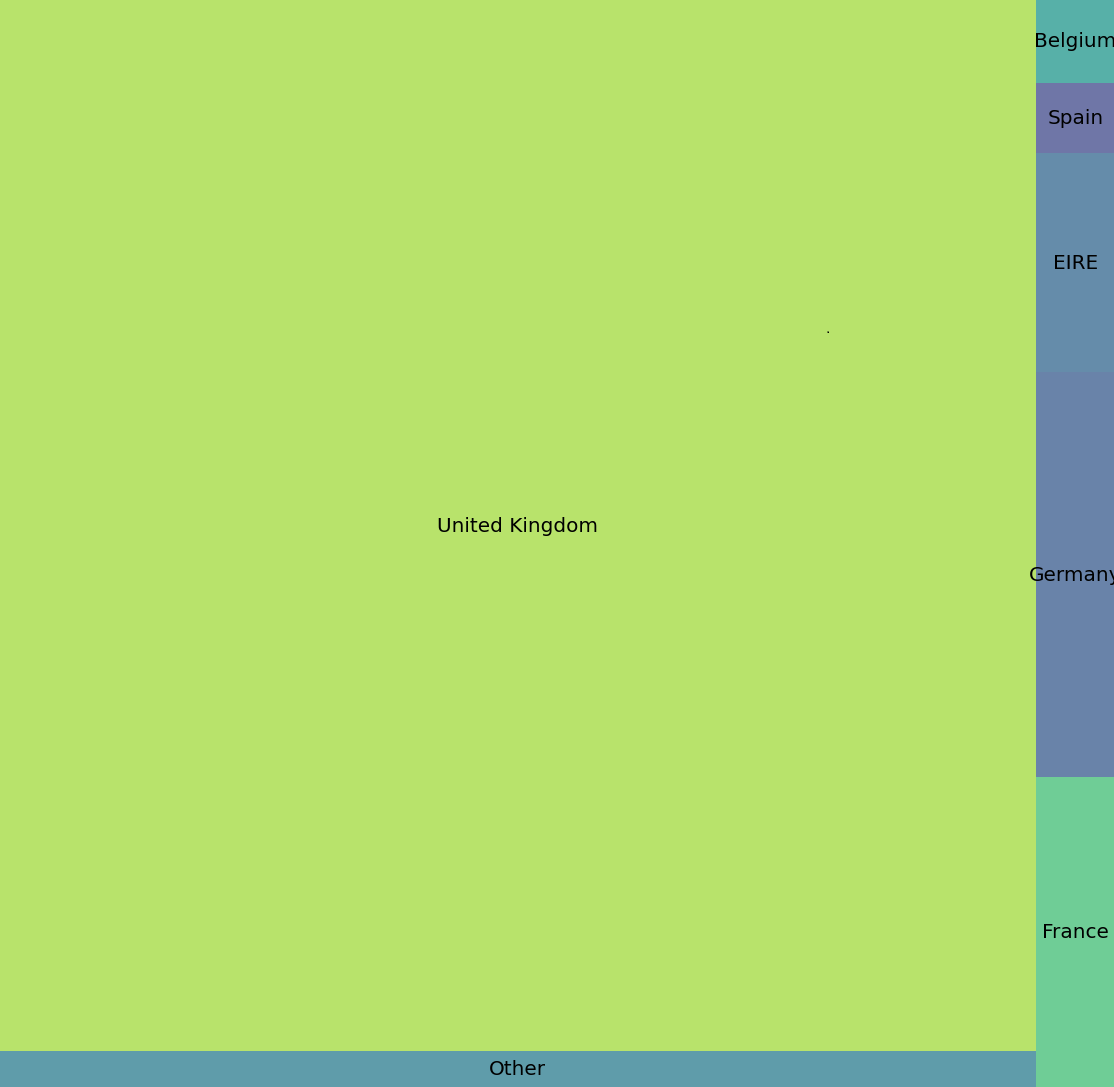 Belgium
Spain
EIRE
.
United Kingdom
Germany
France
Other